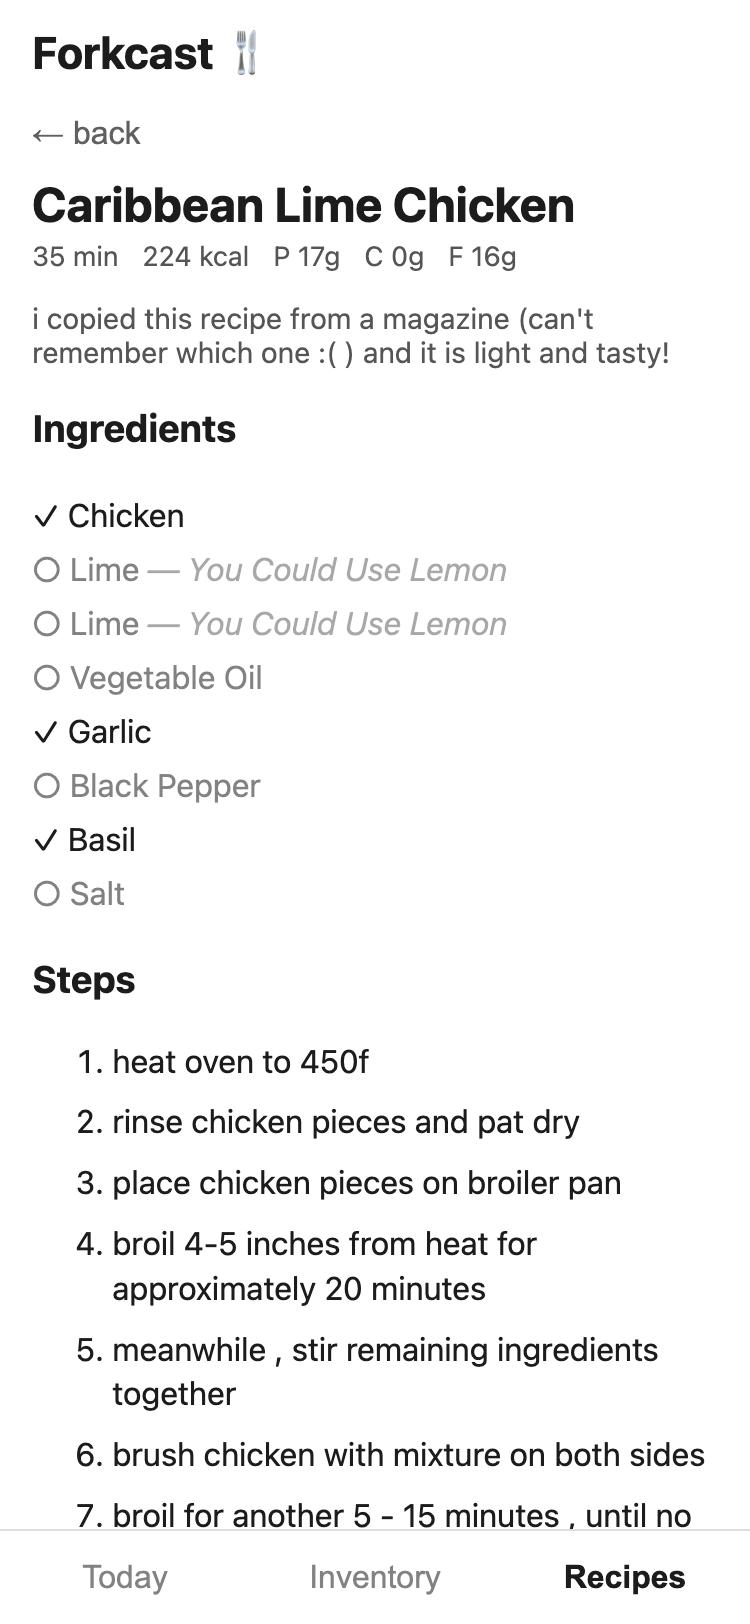 Forkcast 🍴
← back
Caribbean Lime Chicken
35 min 224 kcal P 17g C 0g F 16g
i copied this recipe from a magazine (can't
remember which one :( ) and it is light and tasty!
Ingredients
✓ Chicken
○ Lime — You Could Use Lemon
○ Lime — You Could Use Lemon
○ Vegetable Oil
✓ Garlic
○ Black Pepper
✓ Basil
○ Salt
Steps
1. heat oven to 450f
2. rinse chicken pieces and pat dry
3. place chicken pieces on broiler pan
4. broil 4-5 inches from heat for
approximately 20 minutes
5. meanwhile , stir remaining ingredients
together
6. brush chicken with mixture on both sides
7. broil for another 5 - 15 minutes , until no
Today Inventory Recipes